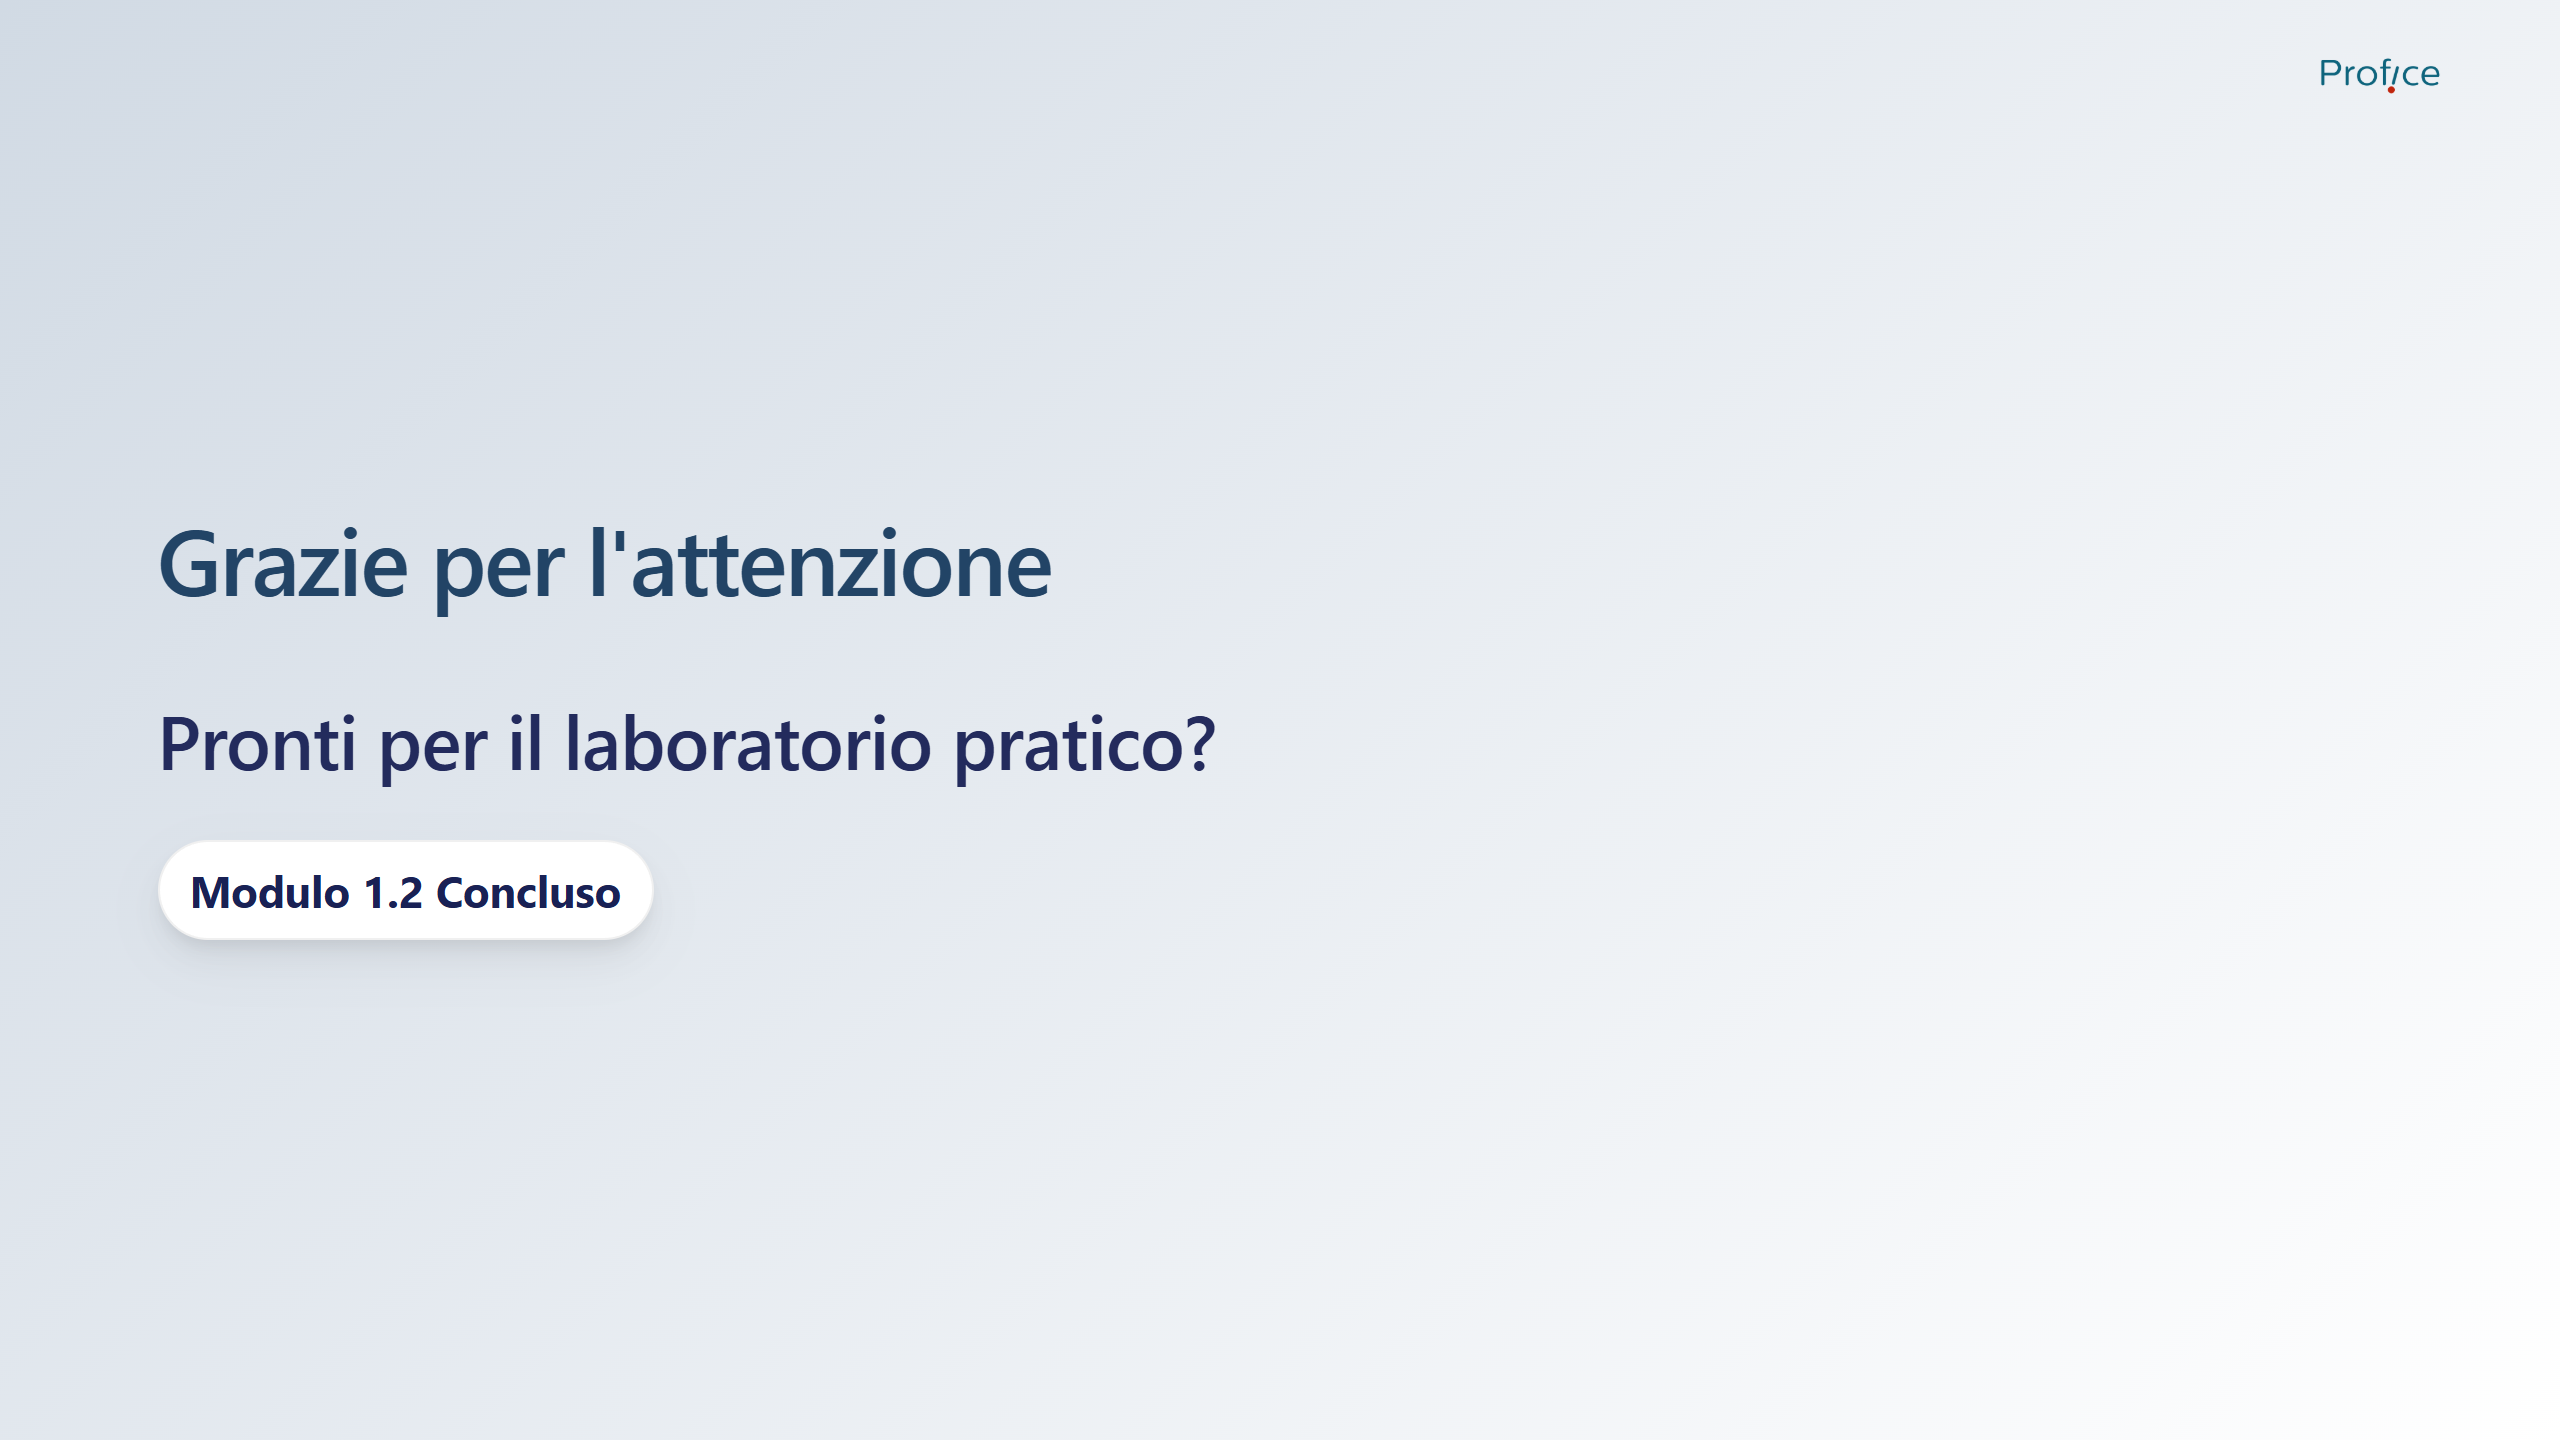 Profice
Grazie per l'attenzione
Pronti per il laboratorio pratico?
Modulo 1.2 Concluso